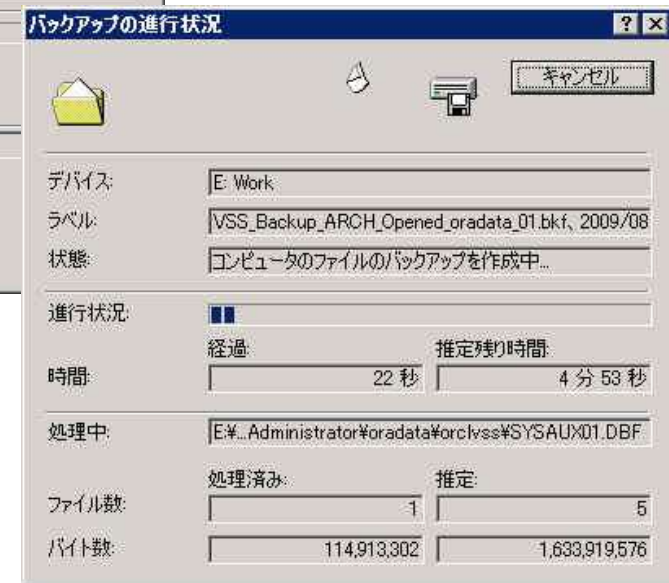 バックアップの進行状況
キャンセル
デバイス: E: Work
ラベル: VSS_Backup_ARCH_Opened_oradata_01.bkf、2009/08
状態: コンピュータのファイルのバックアップを作成中...
進行状況:
経過: 推定残り時間:
時間: 22 秒 4 分 53 秒
処理中: E:¥...Administrator¥oradata¥orclvss¥SYSAUX01.DBF
処理済み: 推定:
ファイル数: 1 5
バイト数: 114,913,302 1,633,919,576